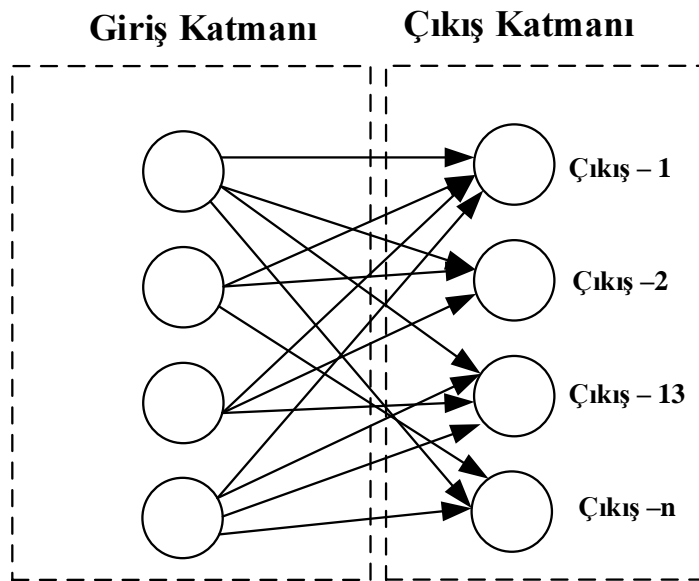 Giriş Katmanı
Çıkış Katmanı
Çıkış – 1
Çıkış –2
Çıkış – 13
Çıkış –n